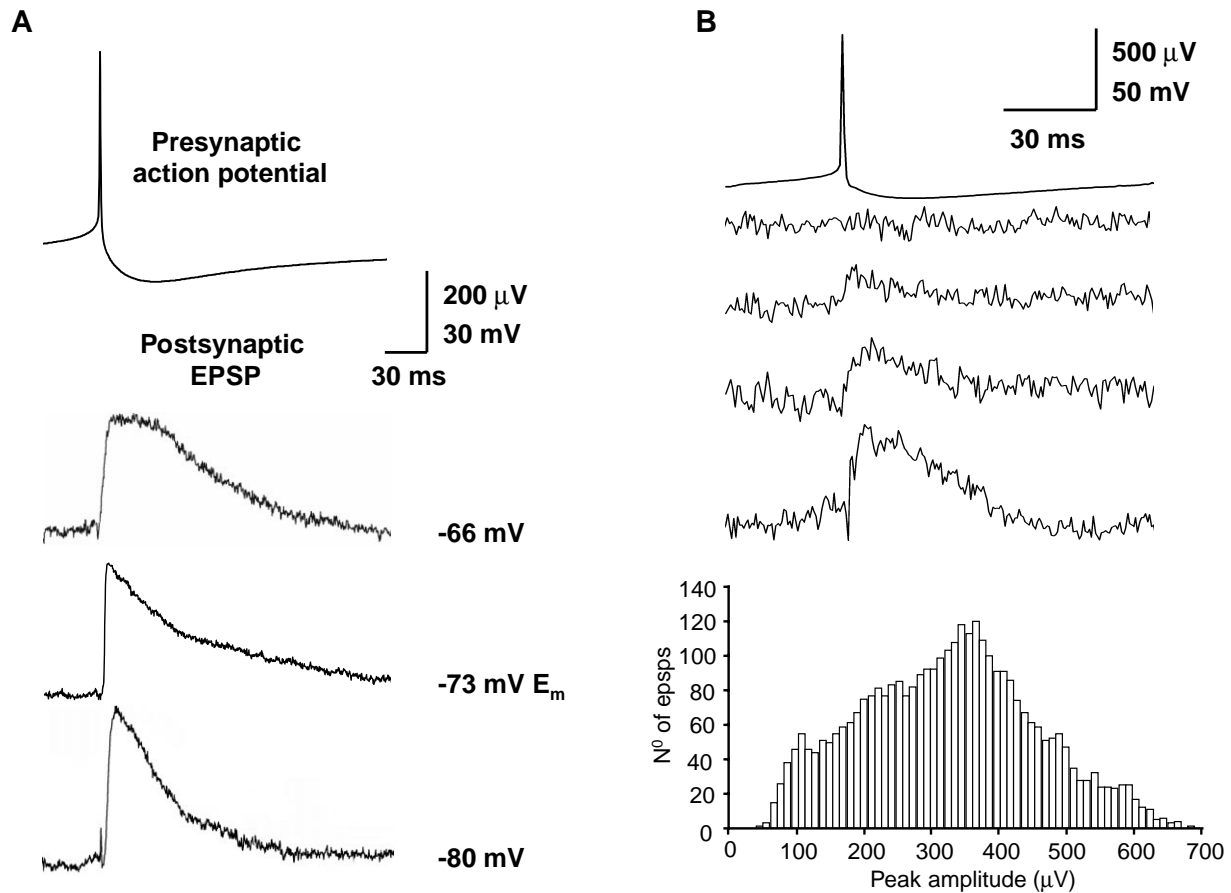 A
Presynaptic
action potential
200 μV
30 mV
30 ms
Postsynaptic
EPSP
-66 mV
-73 mV Em
-80 mV
B
500 μV
50 mV
30 ms
140
120
100
80
60
40
20
0
N⁰ of epsps
0 100 200 300 400 500 600 700
Peak amplitude (μV)